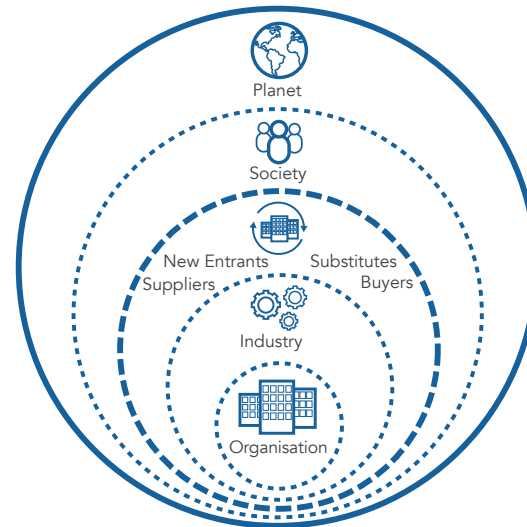 Planet
Society
New Entrants Substitutes
Suppliers Buyers
Industry
Organisation